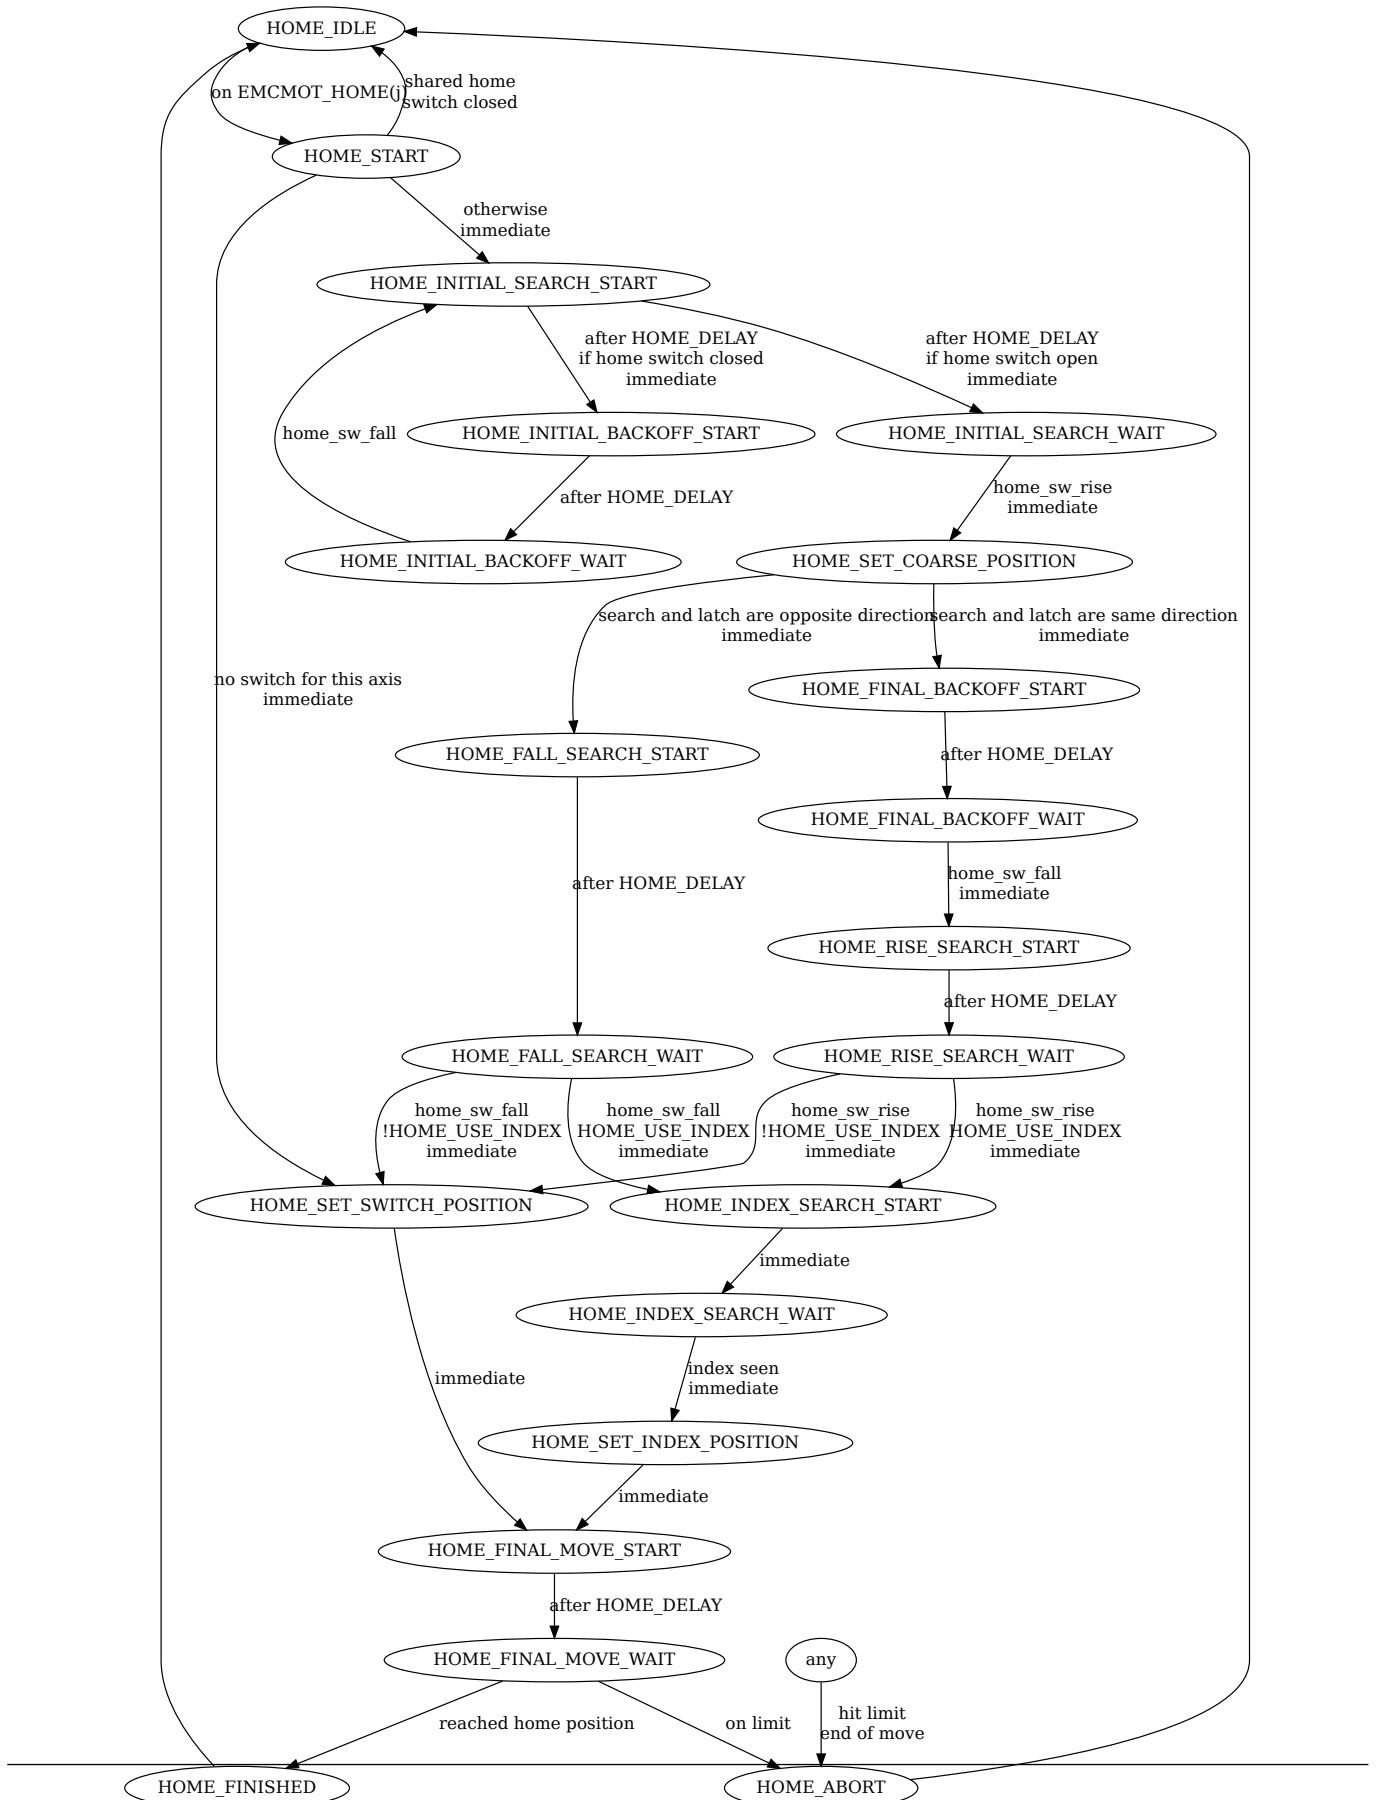 HOME_IDLE
on EMCMOT_HOME(j)
shared home
switch closed
HOME_START
otherwise
immediate
HOME_INITIAL_SEARCH_START
after HOME_DELAY
if home switch closed
immediate
after HOME_DELAY
if home switch open
immediate
home_sw_fall
HOME_INITIAL_BACKOFF_START
HOME_INITIAL_SEARCH_WAIT
after HOME_DELAY
home_sw_rise
immediate
HOME_INITIAL_BACKOFF_WAIT
HOME_SET_COARSE_POSITION
search and latch are opposite direction
immediate
search and latch are same direction
immediate
no switch for this axis
immediate
HOME_FINAL_BACKOFF_START
HOME_FALL_SEARCH_START
after HOME_DELAY
HOME_FINAL_BACKOFF_WAIT
after HOME_DELAY
home_sw_fall
immediate
HOME_RISE_SEARCH_START
after HOME_DELAY
HOME_FALL_SEARCH_WAIT
HOME_RISE_SEARCH_WAIT
home_sw_fall
!HOME_USE_INDEX
immediate
home_sw_fall
HOME_USE_INDEX
immediate
home_sw_rise
!HOME_USE_INDEX
immediate
home_sw_rise
HOME_USE_INDEX
immediate
HOME_SET_SWITCH_POSITION
HOME_INDEX_SEARCH_START
immediate
HOME_INDEX_SEARCH_WAIT
immediate
index seen
immediate
HOME_SET_INDEX_POSITION
immediate
HOME_FINAL_MOVE_START
after HOME_DELAY
HOME_FINAL_MOVE_WAIT
any
reached home position
on limit
hit limit
end of move
HOME_FINISHED
HOME_ABORT